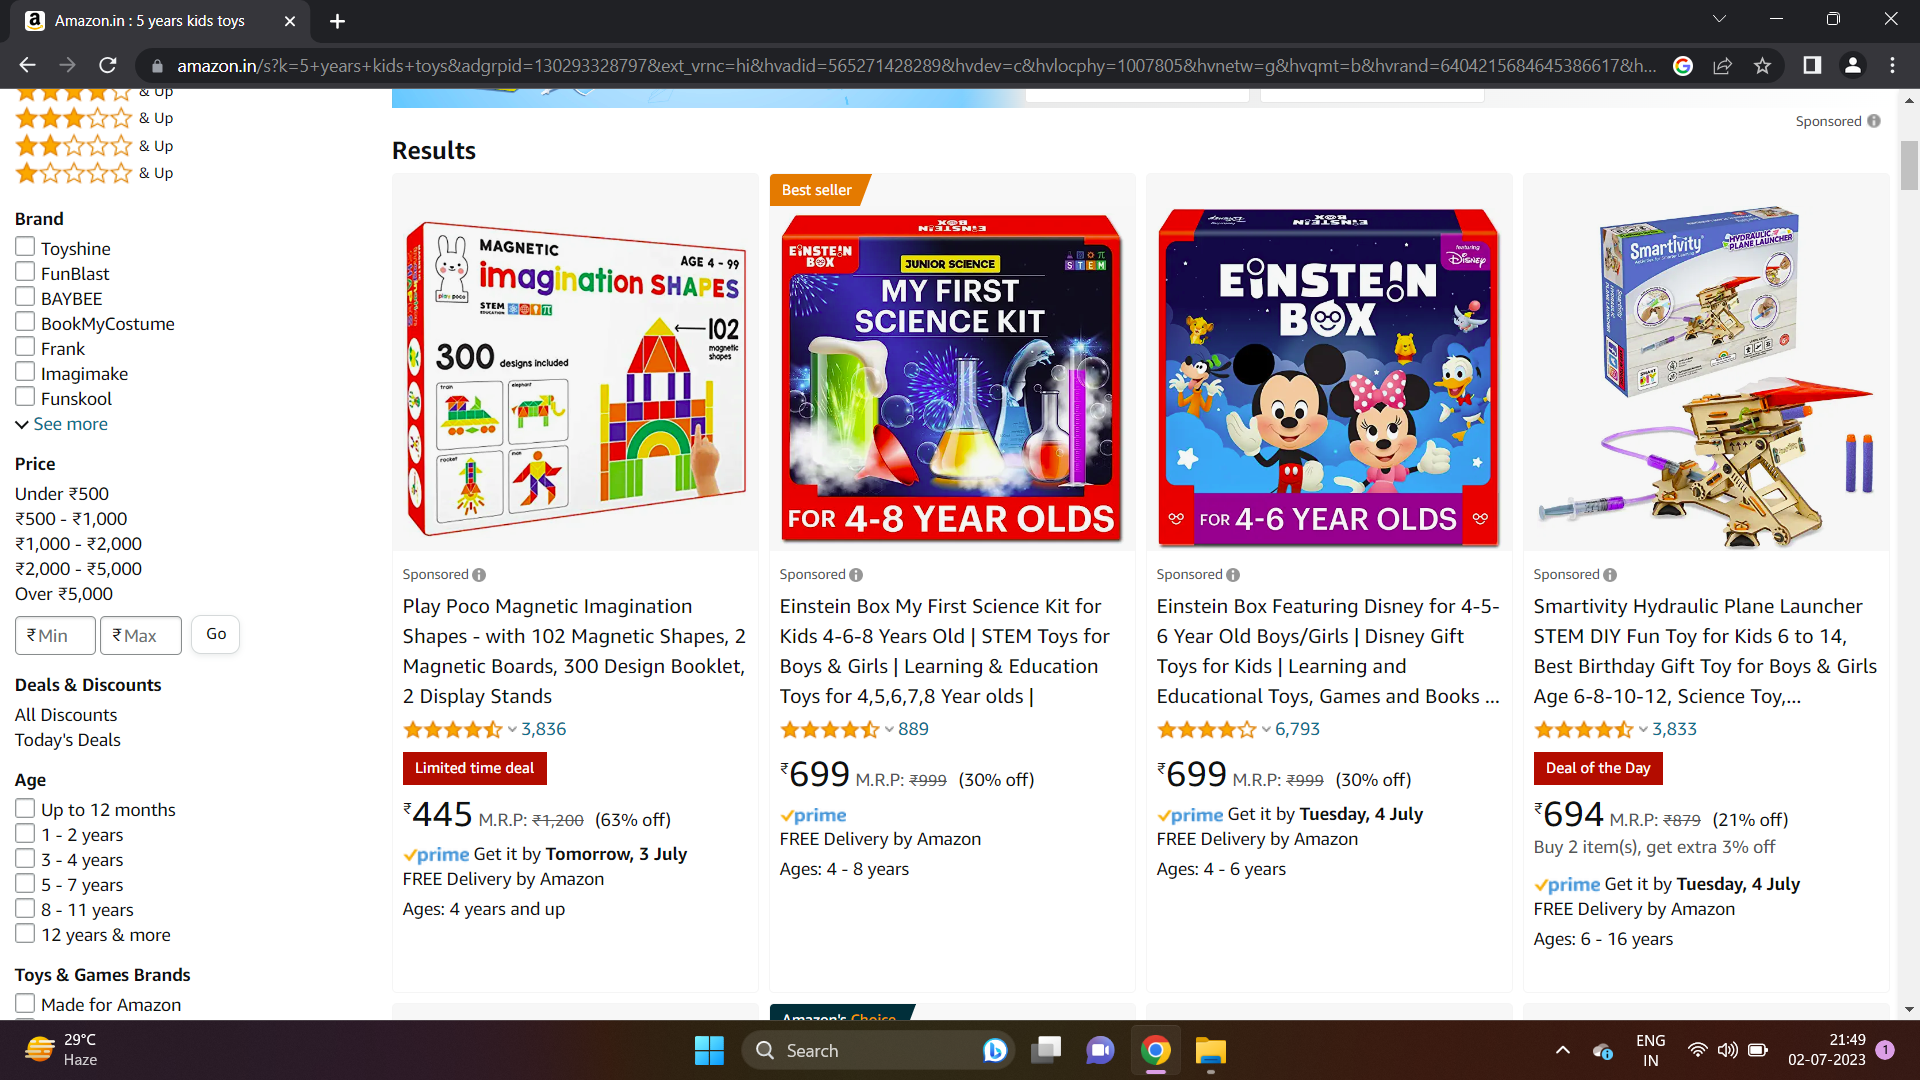 Amazon.in : 5 years kids toys
amazon.in/s?k=5+years+kids+toys&adgrpid=130293328797&ext_vrnc=hi&hvadid=565271428289&hvdev=c&hvlocphy=1007805&hvnetw=g&hvqmt=b&hvrand=6404215684645386617&h...
& Up
& Up
& Up
& Up
Brand
Toyshine
FunBlast
BAYBEE
BookMyCostume
Frank
Imagimake
Funskool
See more
Price
Under ₹500
₹500 - ₹1,000
₹1,000 - ₹2,000
₹2,000 - ₹5,000
Over ₹5,000
₹ Min ₹ Max Go
Deals & Discounts
All Discounts
Today's Deals
Age
Up to 12 months
1 - 2 years
3 - 4 years
5 - 7 years
8 - 11 years
12 years & more
Toys & Games Brands
Made for Amazon
Sponsored
Results
MAGNETIC
AGE 4 - 99
imagination SHAPES
play poco
STEM
EDUCATION
102
magnetic
shapes
300 designs included
train
elephant
rocket
man
Sponsored
Play Poco Magnetic Imagination
Shapes - with 102 Magnetic Shapes, 2
Magnetic Boards, 300 Design Booklet,
2 Display Stands
3,836
Limited time deal
₹445 M.R.P: ₹1,200 (63% off)
prime Get it by Tomorrow, 3 July
FREE Delivery by Amazon
Ages: 4 years and up
Best seller
EINSTEIN
BOX
EINSTEIN
BOX
JUNIOR SCIENCE
STEM
MY FIRST
SCIENCE KIT
FOR 4-8 YEAR OLDS
Sponsored
Einstein Box My First Science Kit for
Kids 4-6-8 Years Old | STEM Toys for
Boys & Girls | Learning & Education
Toys for 4,5,6,7,8 Year olds |
889
₹699 M.R.P: ₹999 (30% off)
prime
FREE Delivery by Amazon
Ages: 4 - 8 years
Amazon's Choice
EINSTEIN
BOX
featuring
Disney
EINSTEIN
BOX
FOR 4-6 YEAR OLDS
Sponsored
Einstein Box Featuring Disney for 4-5-
6 Year Old Boys/Girls | Disney Gift
Toys for Kids | Learning and
Educational Toys, Games and Books ...
6,793
₹699 M.R.P: ₹999 (30% off)
prime Get it by Tuesday, 4 July
FREE Delivery by Amazon
Ages: 4 - 6 years
Smartivity
HYDRAULIC
PLANE LAUNCHER
Sponsored
Smartivity Hydraulic Plane Launcher
STEM DIY Fun Toy for Kids 6 to 14,
Best Birthday Gift Toy for Boys & Girls
Age 6-8-10-12, Science Toy,...
3,833
Deal of the Day
₹694 M.R.P: ₹879 (21% off)
Buy 2 item(s), get extra 3% off
prime Get it by Tuesday, 4 July
FREE Delivery by Amazon
Ages: 6 - 16 years
29°C
Haze
Search
ENG
IN
21:49
02-07-2023
1